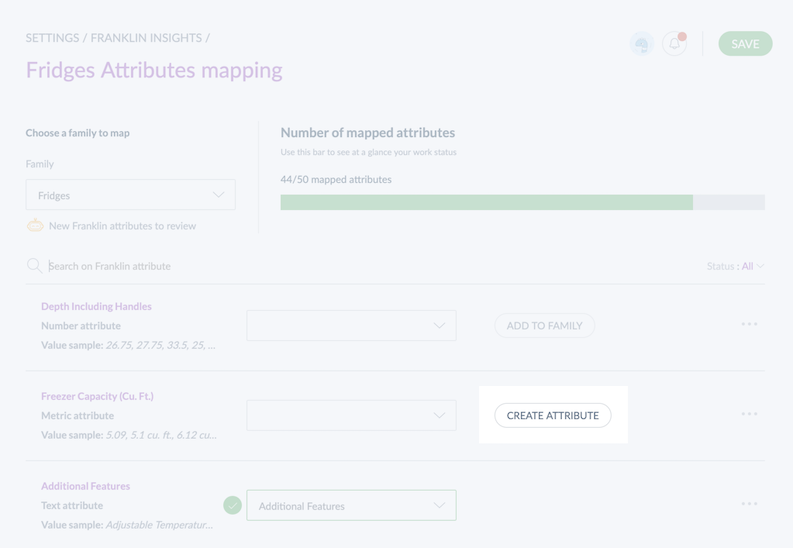 SETTINGS / FRANKLIN INSIGHTS /
SAVE
Fridges Attributes mapping
Choose a family to map
Number of mapped attributes
Use this bar to see at a glance your work status
Family
44/50 mapped attributes
Fridges
New Franklin attributes to review
Search on Franklin attribute
Status : All
Depth Including Handles
Number attribute
ADD TO FAMILY
Value sample: 26.75, 27.75, 33.5, 25, ...
Freezer Capacity (Cu. Ft.)
Metric attribute
CREATE ATTRIBUTE
Value sample: 5.09, 5.1 cu. ft., 6.12 cu...
Additional Features
Text attribute
Additional Features
Value sample: Adjustable Temperatur...